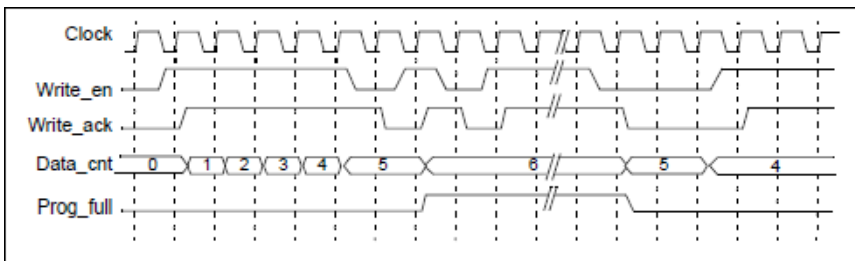 Clock
Write_en
Write_ack
Data_cnt 0 1 2 3 4 5 6 5 4
Prog_full